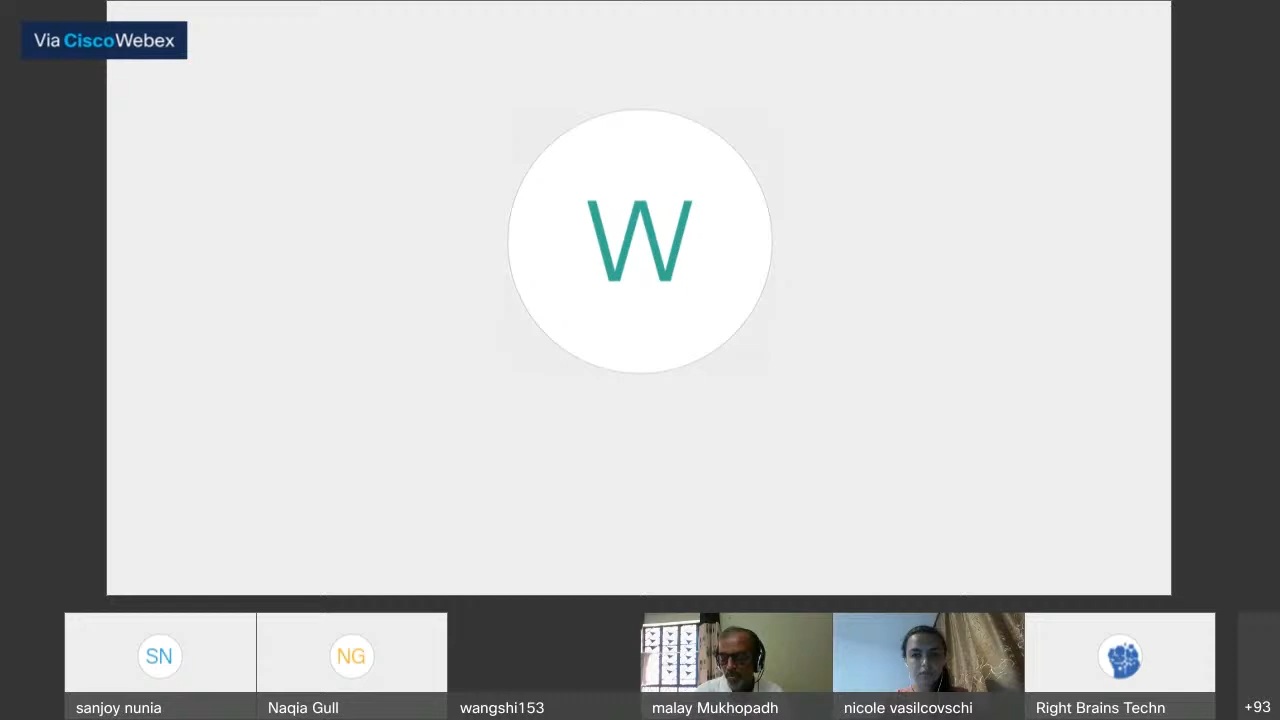 Via CiscoWebex
W
SN
NG
sanjoy nunia
Naqia Gull
wangshi153
malay Mukhopadh
nicole vasilcovschi
Right Brains Techn
+93